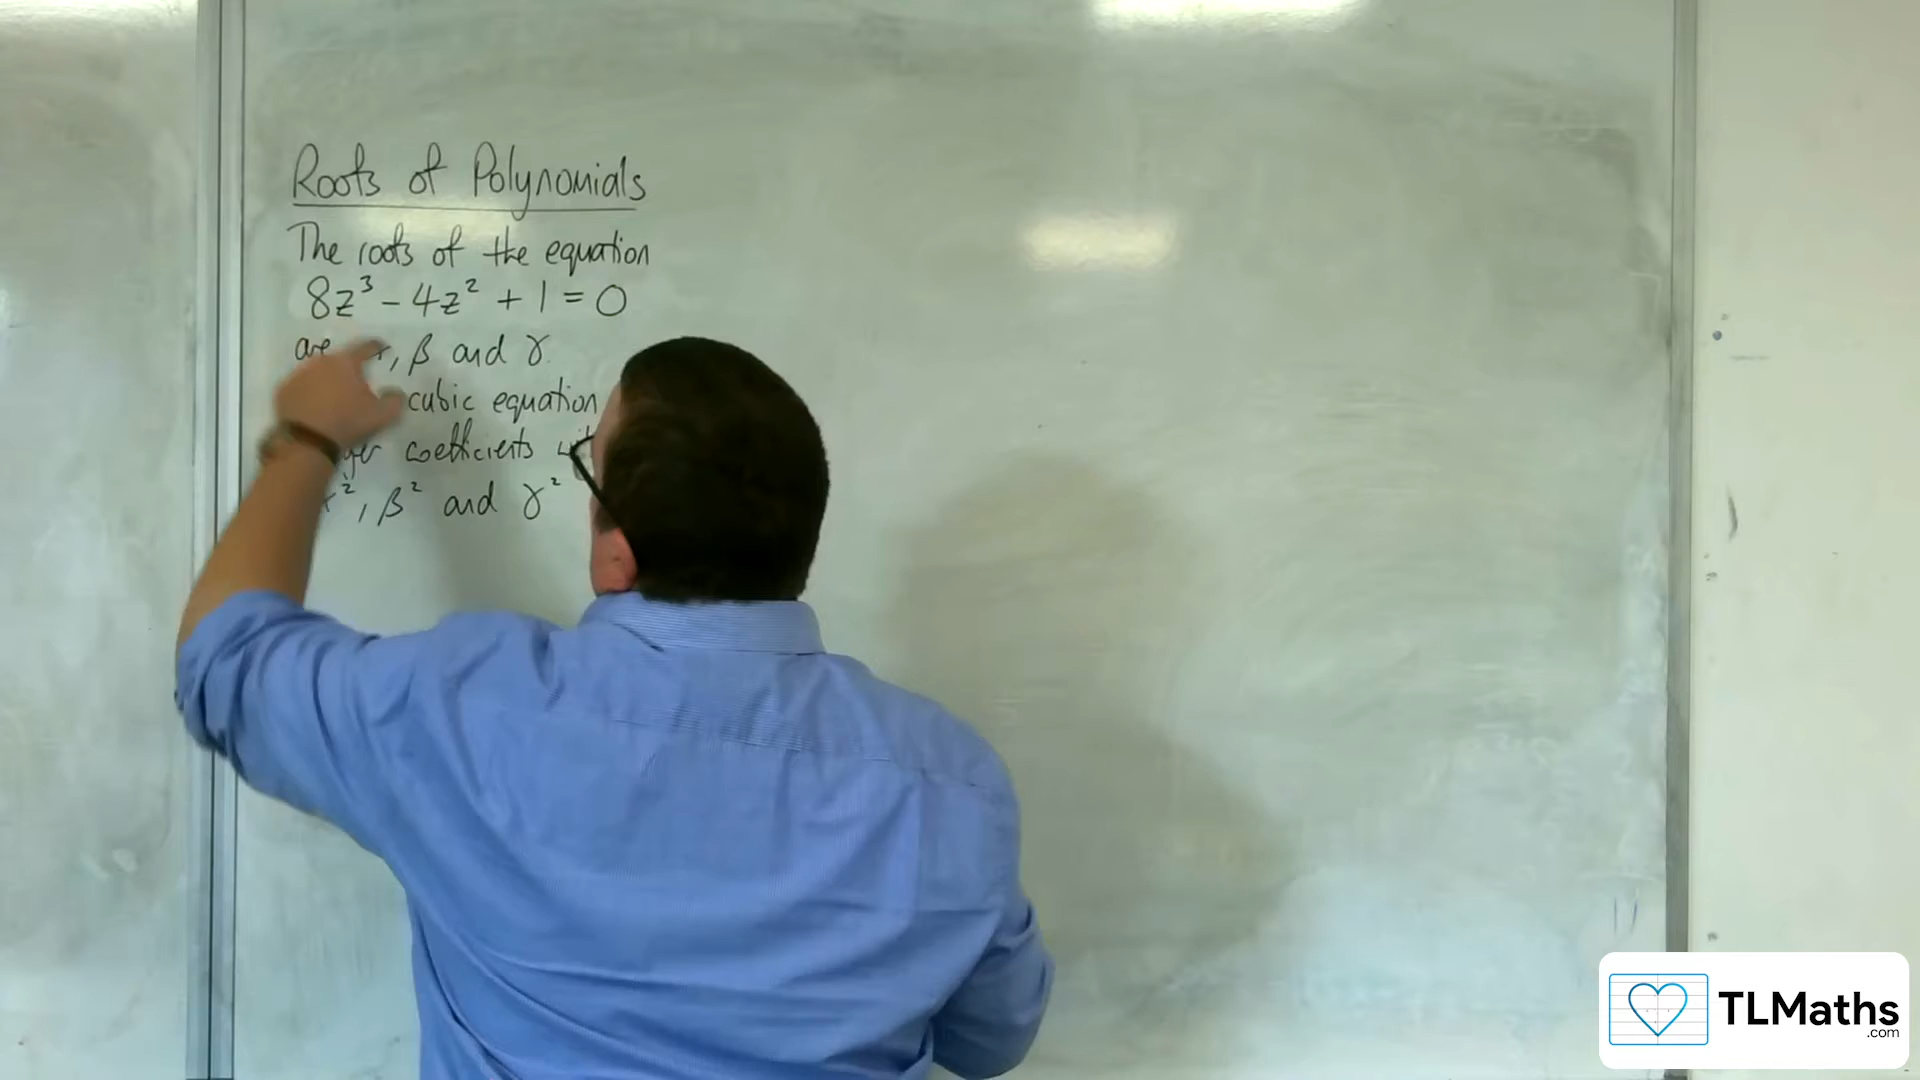 Roots of Polynomials
The roots of the equation
8z³ - 4z² + 1 = 0
are α, β and γ.
cubic equation
coefficients
, β² and γ²
TLMaths
.com